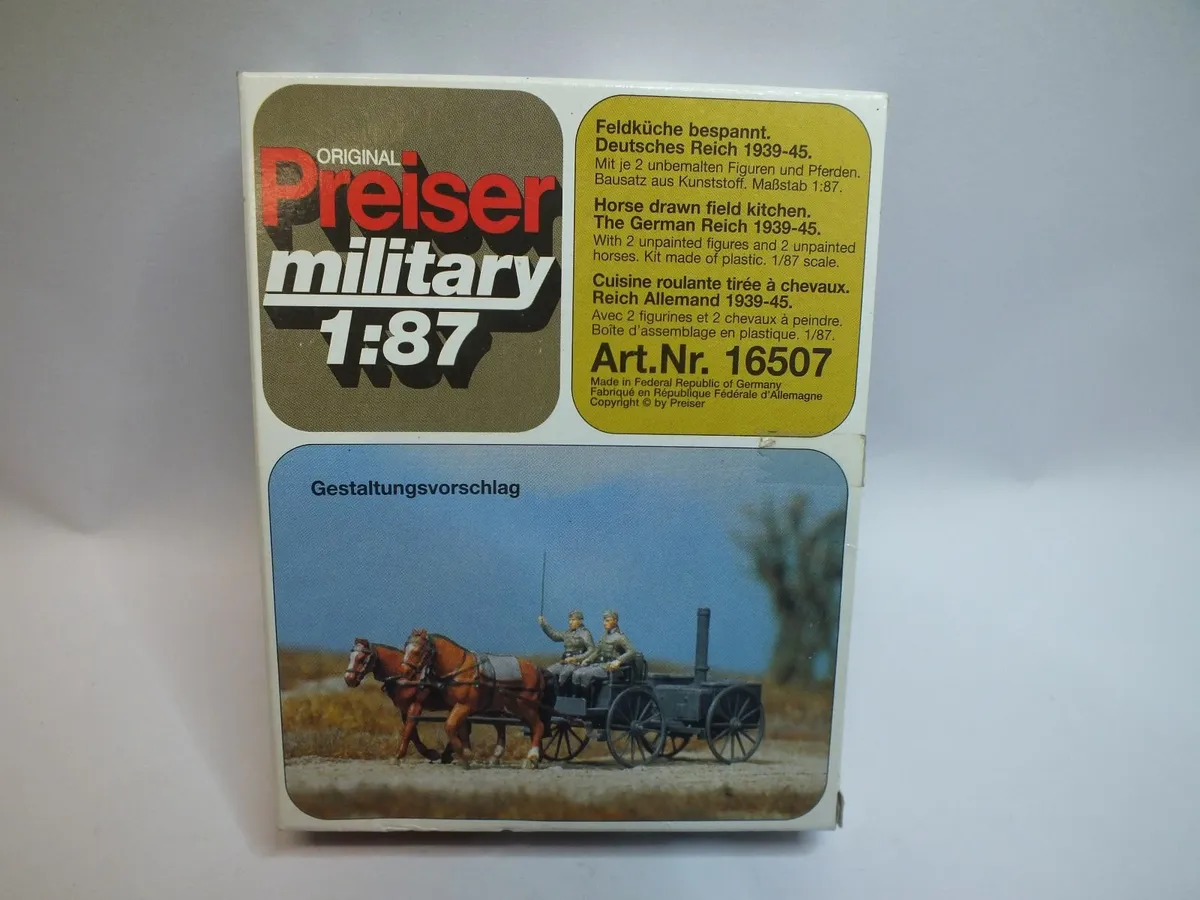 ORIGINAL
Preiser
military
1:87
Feldküche bespannt.
Deutsches Reich 1939-45.
Mit je 2 unbemalten Figuren und Pferden.
Bausatz aus Kunststoff. Maßstab 1:87.
Horse drawn field kitchen.
The German Reich 1939-45.
With 2 unpainted figures and 2 unpainted
horses. Kit made of plastic. 1/87 scale.
Cuisine roulante tirée à chevaux.
Reich Allemand 1939-45.
Avec 2 figurines et 2 chevaux à peindre.
Boîte d'assemblage en plastique. 1/87.
Art.Nr. 16507
Made in Federal Republic of Germany
Fabriqué en République Fédérale d'Allemagne
Copyright © by Preiser
Gestaltungsvorschlag